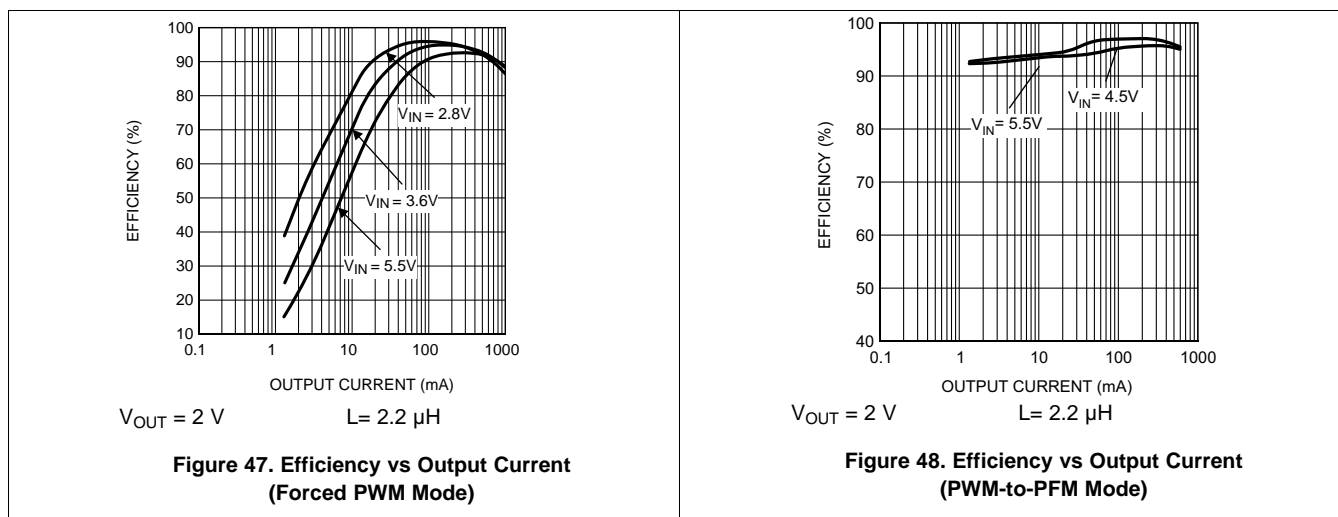 100
90
80
70
60
50
40
30
20
10
EFFICIENCY (%)
V_IN = 2.8V
V_IN = 3.6V
V_IN = 5.5V
0.1 1 10 100 1000
OUTPUT CURRENT (mA)
V_OUT = 2 V L= 2.2 µH
Figure 47. Efficiency vs Output Current
(Forced PWM Mode)
100
90
80
70
60
50
40
EFFICIENCY (%)
V_IN = 4.5V
V_IN = 5.5V
0.1 1 10 100 1000
OUTPUT CURRENT (mA)
V_OUT = 2 V L= 2.2 µH
Figure 48. Efficiency vs Output Current
(PWM-to-PFM Mode)